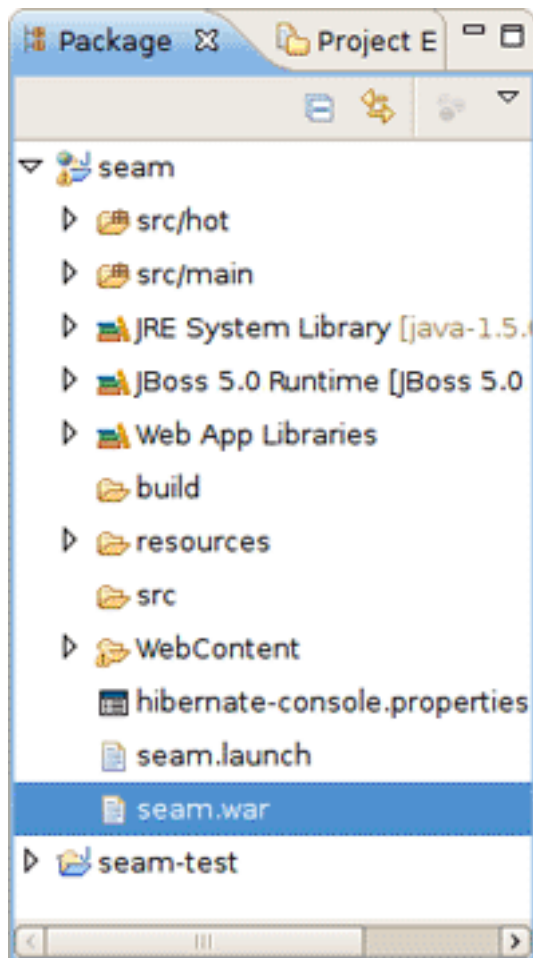 Package Project E
seam
src/hot
src/main
JRE System Library [java-1.5.
JBoss 5.0 Runtime [JBoss 5.0
Web App Libraries
build
resources
src
WebContent
hibernate-console.properties
seam.launch
seam.war
seam-test